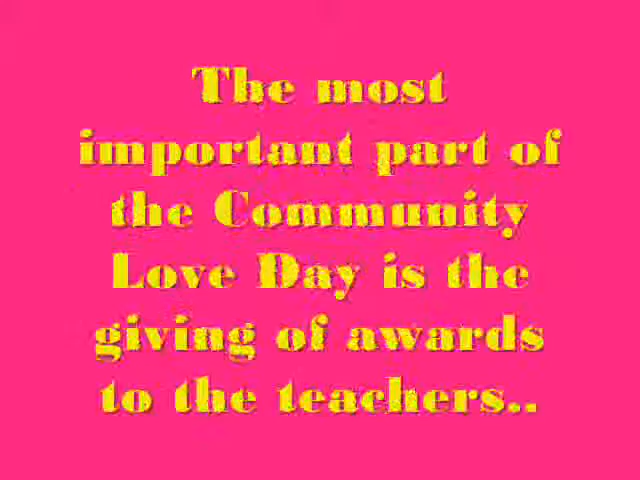 The most
important part of
the Community
Love Day is the
giving of awards
to the teachers..